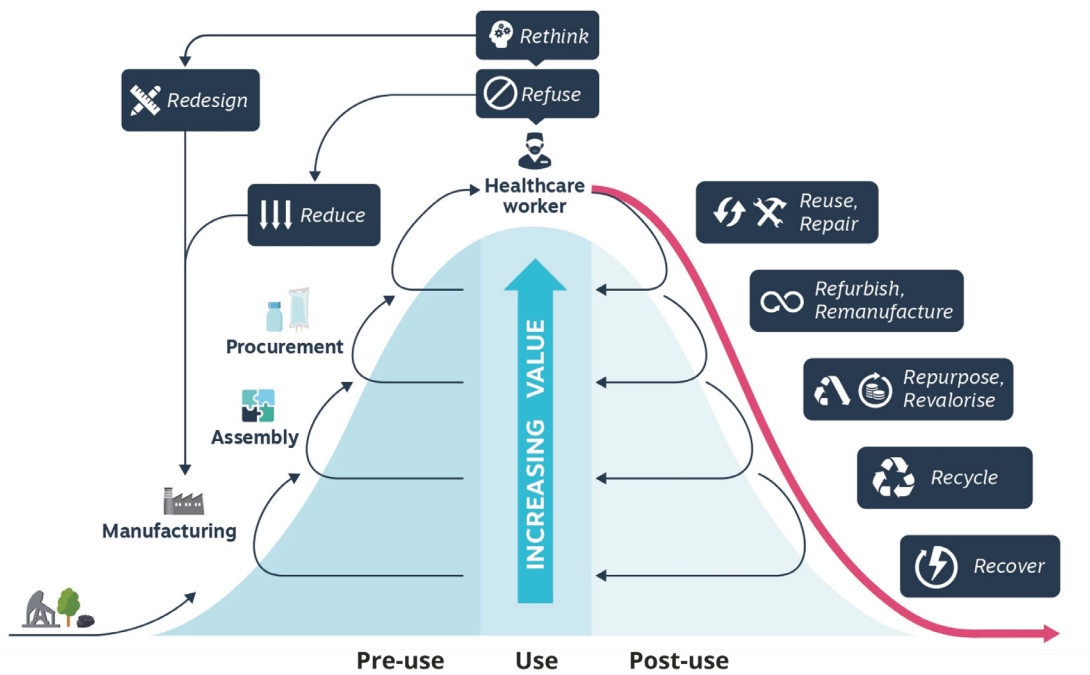 Rethink
Redesign
Refuse
Reduce
Healthcare
worker
Reuse,
Repair
Refurbish,
Remanufacture
Procurement
Repurpose,
Revalorise
Assembly
Recycle
Manufacturing
Recover
INCREASING VALUE
Pre-use
Use
Post-use